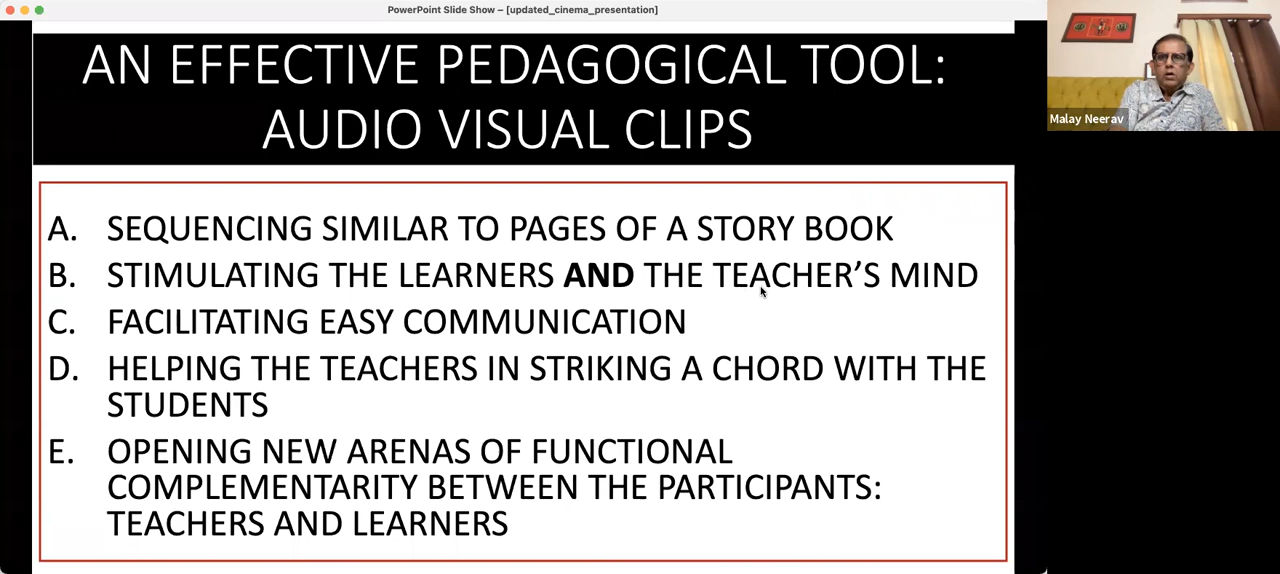 PowerPoint Slide Show – [updated_cinema_presentation]
AN EFFECTIVE PEDAGOGICAL TOOL:
AUDIO VISUAL CLIPS
Malay Neerav
A. SEQUENCING SIMILAR TO PAGES OF A STORY BOOK
B. STIMULATING THE LEARNERS AND THE TEACHER’S MIND
C. FACILITATING EASY COMMUNICATION
D. HELPING THE TEACHERS IN STRIKING A CHORD WITH THE
STUDENTS
E. OPENING NEW ARENAS OF FUNCTIONAL
COMPLEMENTARITY BETWEEN THE PARTICIPANTS:
TEACHERS AND LEARNERS